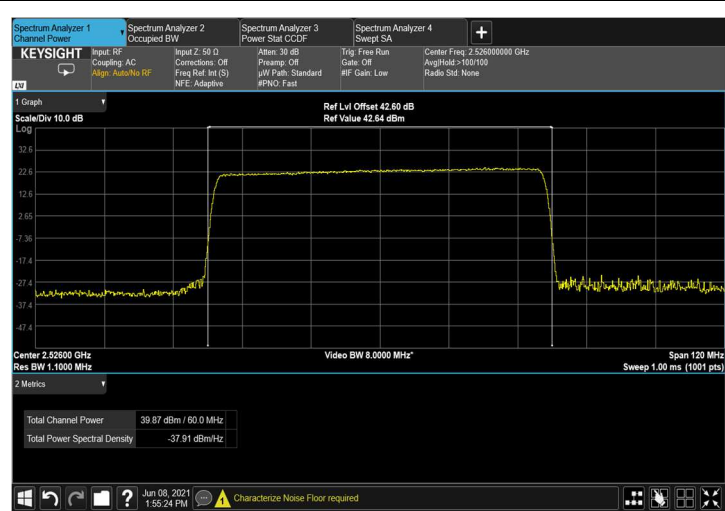 Spectrum Analyzer 1
Channel Power
Spectrum Analyzer 2
Occupied BW
Spectrum Analyzer 3
Power Stat CCDF
Spectrum Analyzer 4
Swept SA
KEYSIGHT
LXI
Input: RF
Coupling: AC
Align: Auto/No RF
Input Z: 50 Ω
Corrections: Off
Freq Ref: Int (S)
NFE: Adaptive
Atten: 30 dB
Preamp: Off
µW Path: Standard
#PNO: Fast
Trig: Free Run
Gate: Off
#IF Gain: Low
Center Freq: 2.526000000 GHz
Avg|Hold:>100/100
Radio Std: None
1 Graph
Scale/Div 10.0 dB
Ref Lvl Offset 42.60 dB
Ref Value 42.64 dBm
Log
32.6
22.6
12.6
2.65
-7.36
-17.4
-27.4
-37.4
-47.4
Center 2.52600 GHz
Res BW 1.1000 MHz
Video BW 8.0000 MHz*
Span 120 MHz
Sweep 1.00 ms (1001 pts)
2 Metrics
Total Channel Power 39.87 dBm / 60.0 MHz
Total Power Spectral Density -37.91 dBm/Hz
?
Jun 08, 2021
1:55:24 PM
1
Characterize Noise Floor required